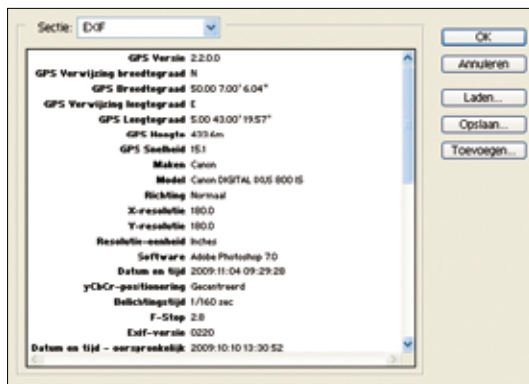 Sectie: EXIF
OK
Annuleren
Laden...
Opslaan...
Toevoegen...
GPS Versie 2.2.0.0
GPS Verwijzing breedtegraad N
GPS Breedtegraad 50.00 7.00' 6.04"
GPS Verwijzing lengtegraad E
GPS Lengtegraad 5.00 43.00' 19.57"
GPS Hoogte 433.6m
GPS Snelheid 15.1
Maken Canon
Model Canon DIGITAL IXUS 800 IS
Richting Normaal
X-resolutie 180.0
Y-resolutie 180.0
Resolutie-eenheid Inches
Software Adobe Photoshop 7.0
Datum en tijd 2009:11:04 09:29:28
yCbCr-positionering Gecentreerd
Belichtingstijd 1/160 sec
F-Stop 2.8
Exif-versie 0220
Datum en tijd - oorspronkelijk 2009:10:10 13:30:52